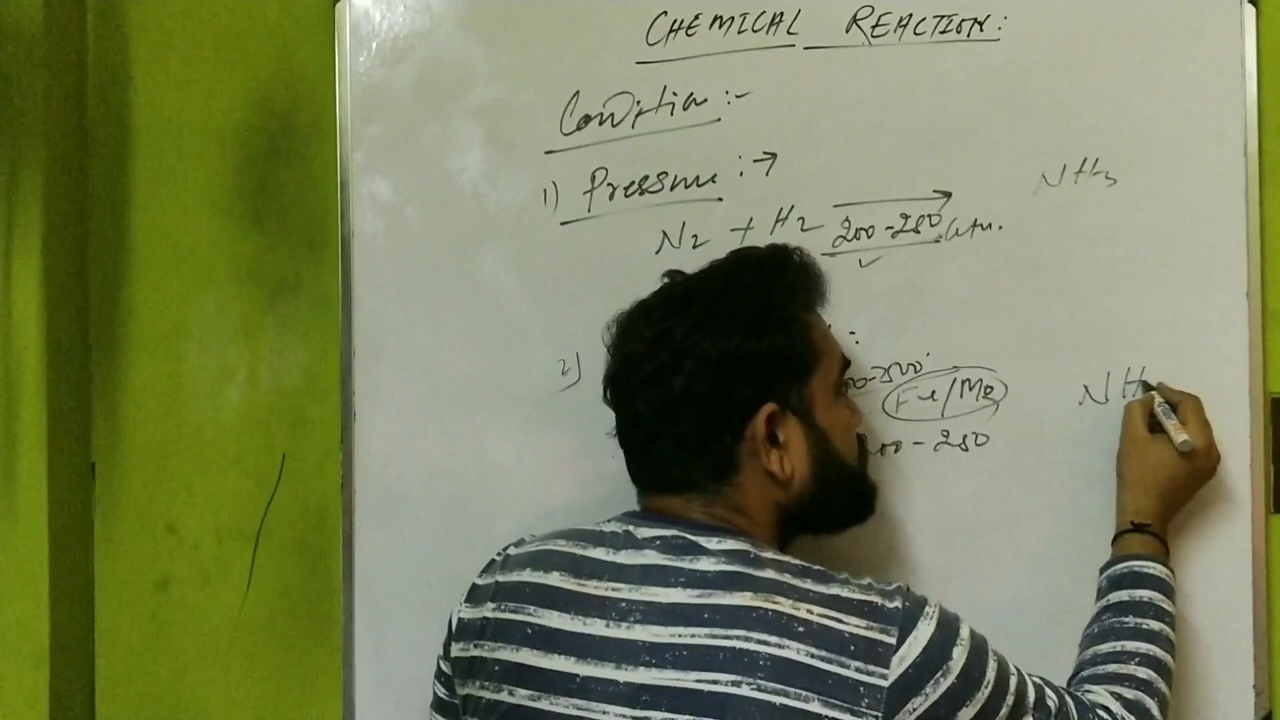 CHEMICAL REACTION:
Condition :-
1) Pressure : →
NH3
N2 + H2 200-250 atm.
2)
:
Fe/Mo
NH
200-250